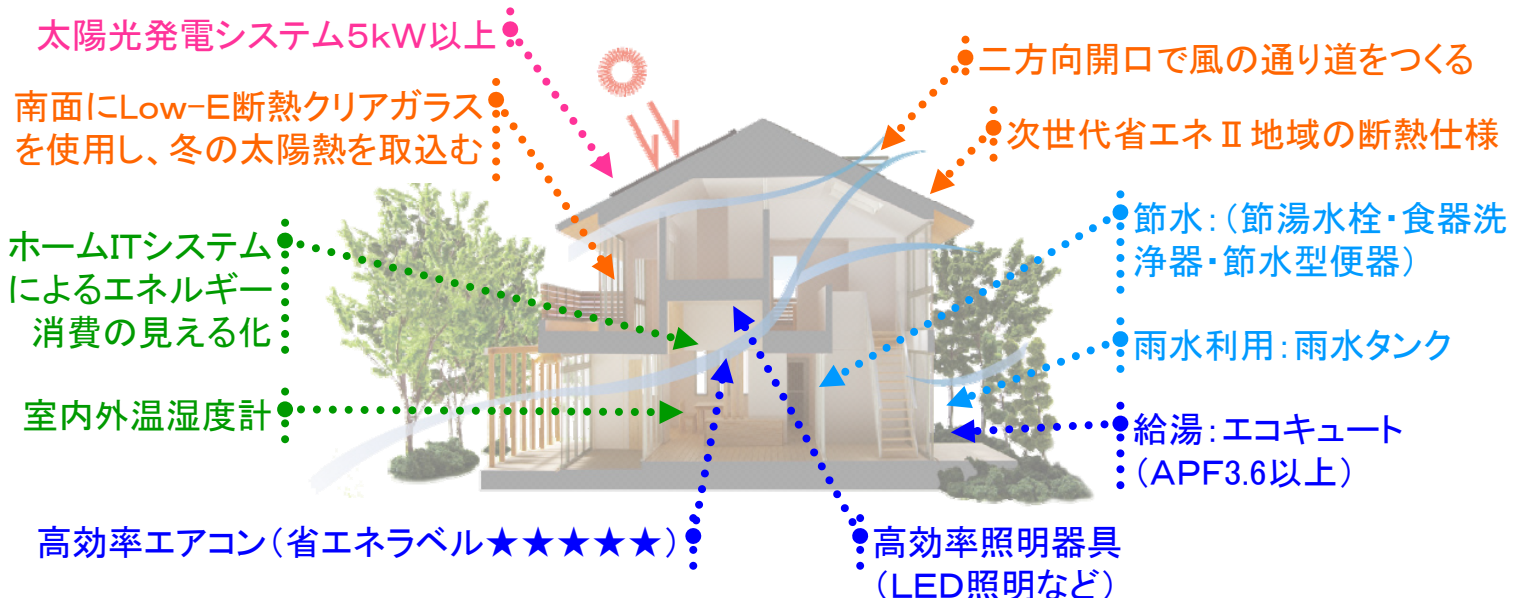 太陽光発電システム5kW以上
南面にLow-E断熱クリアガラス
を使用し、冬の太陽熱を取込む
ホームITシステム
によるエネルギー
消費の見える化
室内外温湿度計
高効率エアコン(省エネラベル★★★★★)
二方向開口で風の通り道をつくる
次世代省エネⅡ地域の断熱仕様
節水:(節湯水栓・食器洗
浄器・節水型便器)
雨水利用:雨水タンク
給湯:エコキュート
(APF3.6以上)
高効率照明器具
(LED照明など)